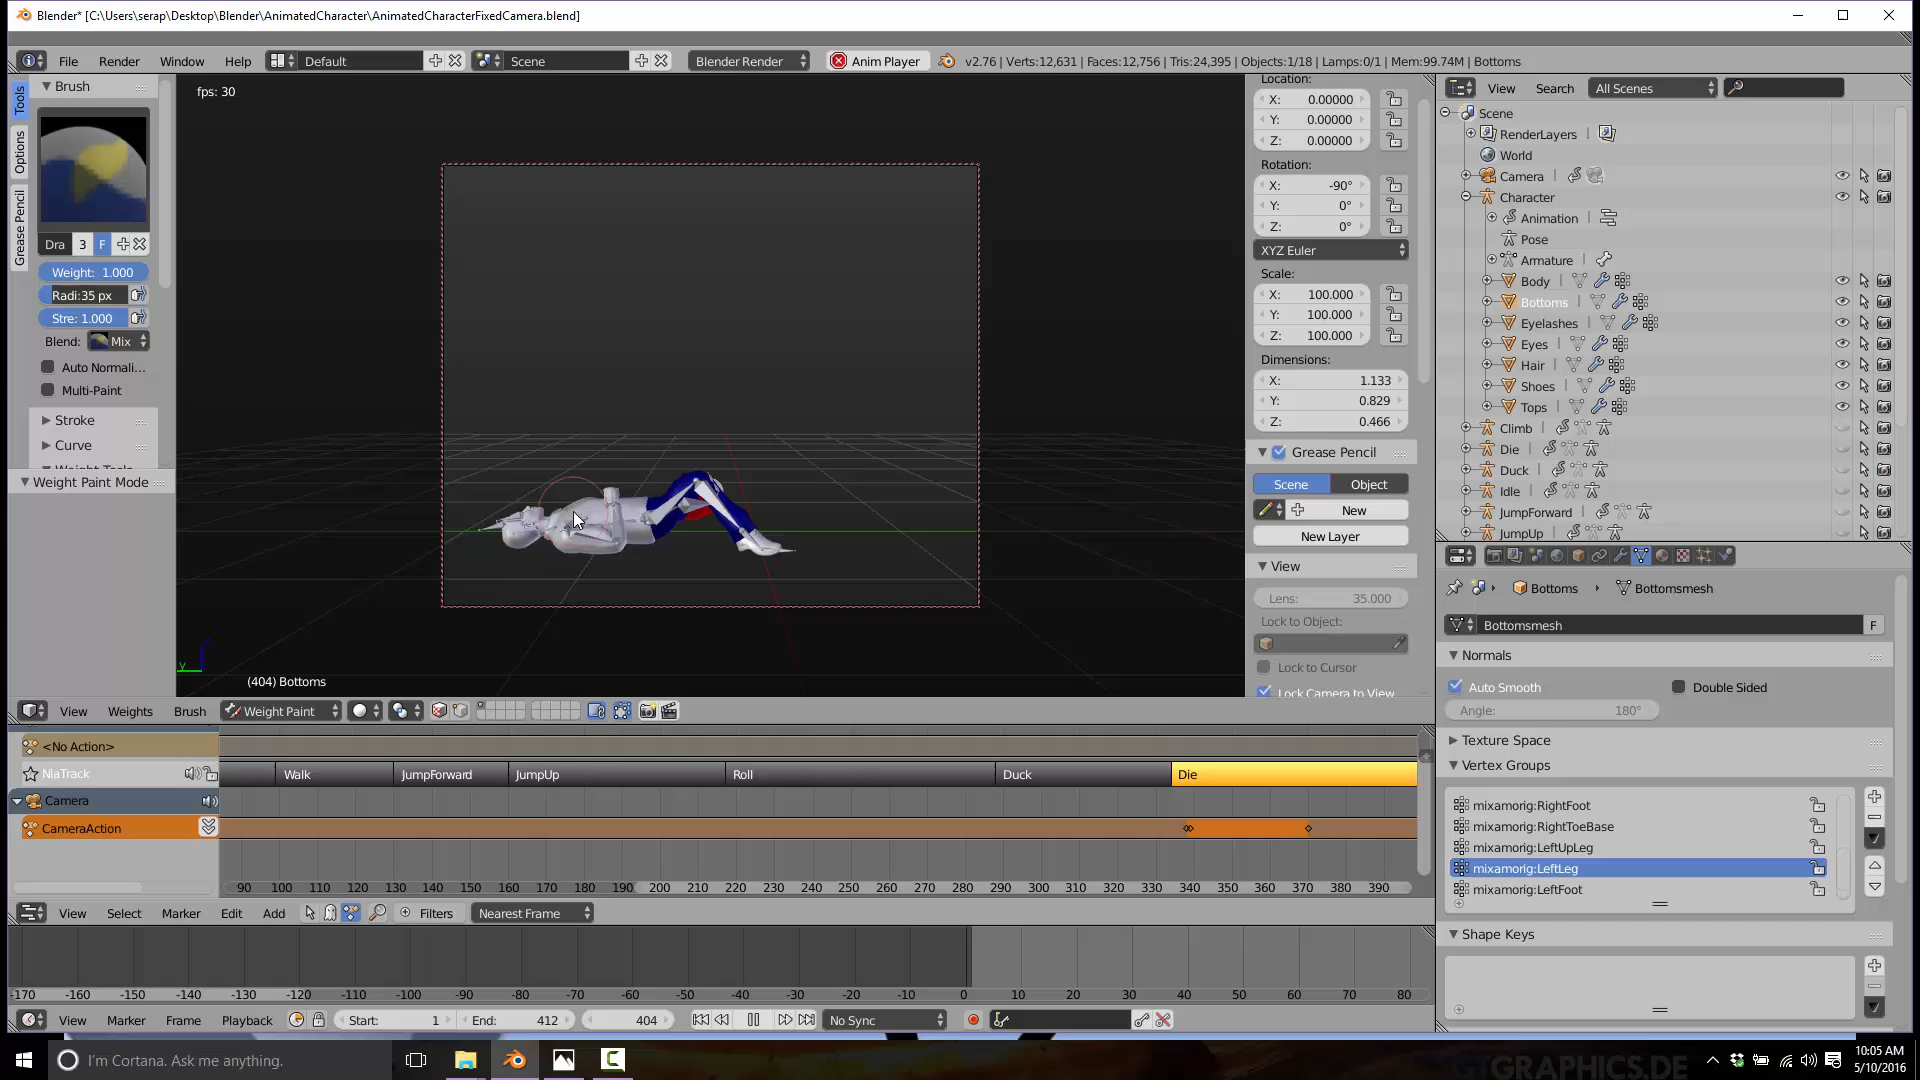 Blender* [C:\Users\serap\Desktop\Blender\AnimatedCharacter\AnimatedCharacterFixedCamera.blend]
File Render Window Help Default Scene Blender Render Anim Player v2.76 | Verts:12,631 | Faces:12,756 | Tris:24,395 | Objects:1/18 | Lamps:0/1 | Mem:99.74M | Bottoms
Tools
Options
Grease Pencil
Brush
Dra 3 F
Weight: 1.000
Radi:35 px
Stre: 1.000
Blend: Mix
Auto Normali...
Multi-Paint
Stroke
Curve
Weight Tools
Weight Paint Mode
fps: 30
y
(404) Bottoms
Location:
X: 0.00000
Y: 0.00000
Z: 0.00000
Rotation:
X: -90°
Y: 0°
Z: 0°
XYZ Euler
Scale:
X: 100.000
Y: 100.000
Z: 100.000
Dimensions:
X: 1.133
Y: 0.829
Z: 0.466
Grease Pencil
Scene Object
New
New Layer
View
Lens: 35.000
Lock to Object:
Lock to Cursor
Lock Camera to View
View Search All Scenes
Scene
RenderLayers
World
Camera
Character
Animation
Pose
Armature
Body
Bottoms
Eyelashes
Eyes
Hair
Shoes
Tops
Climb
Die
Duck
Idle
JumpForward
JumpUp
Bottoms Bottomsmesh
Bottomsmesh F
Normals
Auto Smooth Double Sided
Angle: 180°
Texture Space
Vertex Groups
mixamorig:RightFoot
mixamorig:RightToeBase
mixamorig:LeftUpLeg
mixamorig:LeftLeg
mixamorig:LeftFoot
Shape Keys
View Weights Brush Weight Paint
<No Action>
NlaTrack Walk JumpForward JumpUp Roll Duck Die
Camera
CameraAction
90 100 110 120 130 140 150 160 170 180 190 200 210 220 230 240 250 260 270 280 290 300 310 320 330 340 350 360 370 380 390
View Select Marker Edit Add Filters Nearest Frame
-170 -160 -150 -140 -130 -120 -110 -100 -90 -80 -70 -60 -50 -40 -30 -20 -10 0 10 20 30 40 50 60 70 80
View Marker Frame Playback Start: 1 End: 412 404 No Sync
I'm Cortana. Ask me anything.
GTGRAPHICS.DE
10:05 AM
5/10/2016